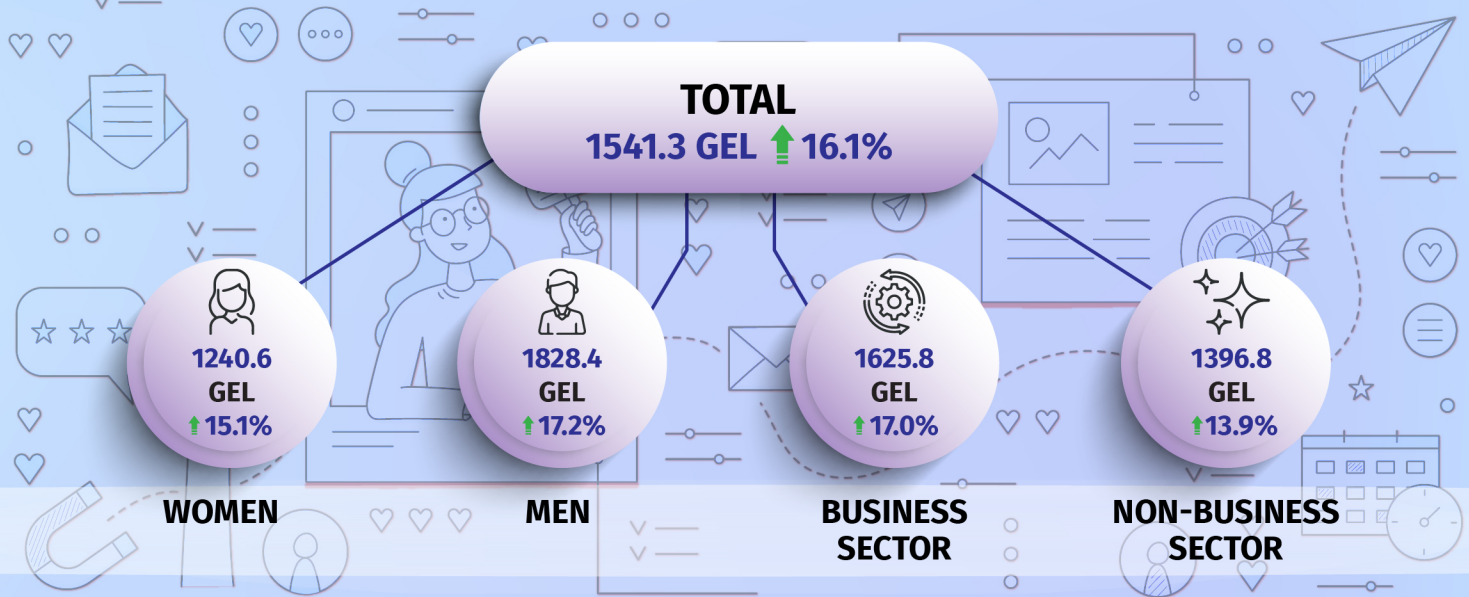 TOTAL
1541.3 GEL 16.1%
1240.6
GEL
15.1%
WOMEN
1828.4
GEL
17.2%
MEN
1625.8
GEL
17.0%
BUSINESS
SECTOR
1396.8
GEL
13.9%
NON-BUSINESS
SECTOR